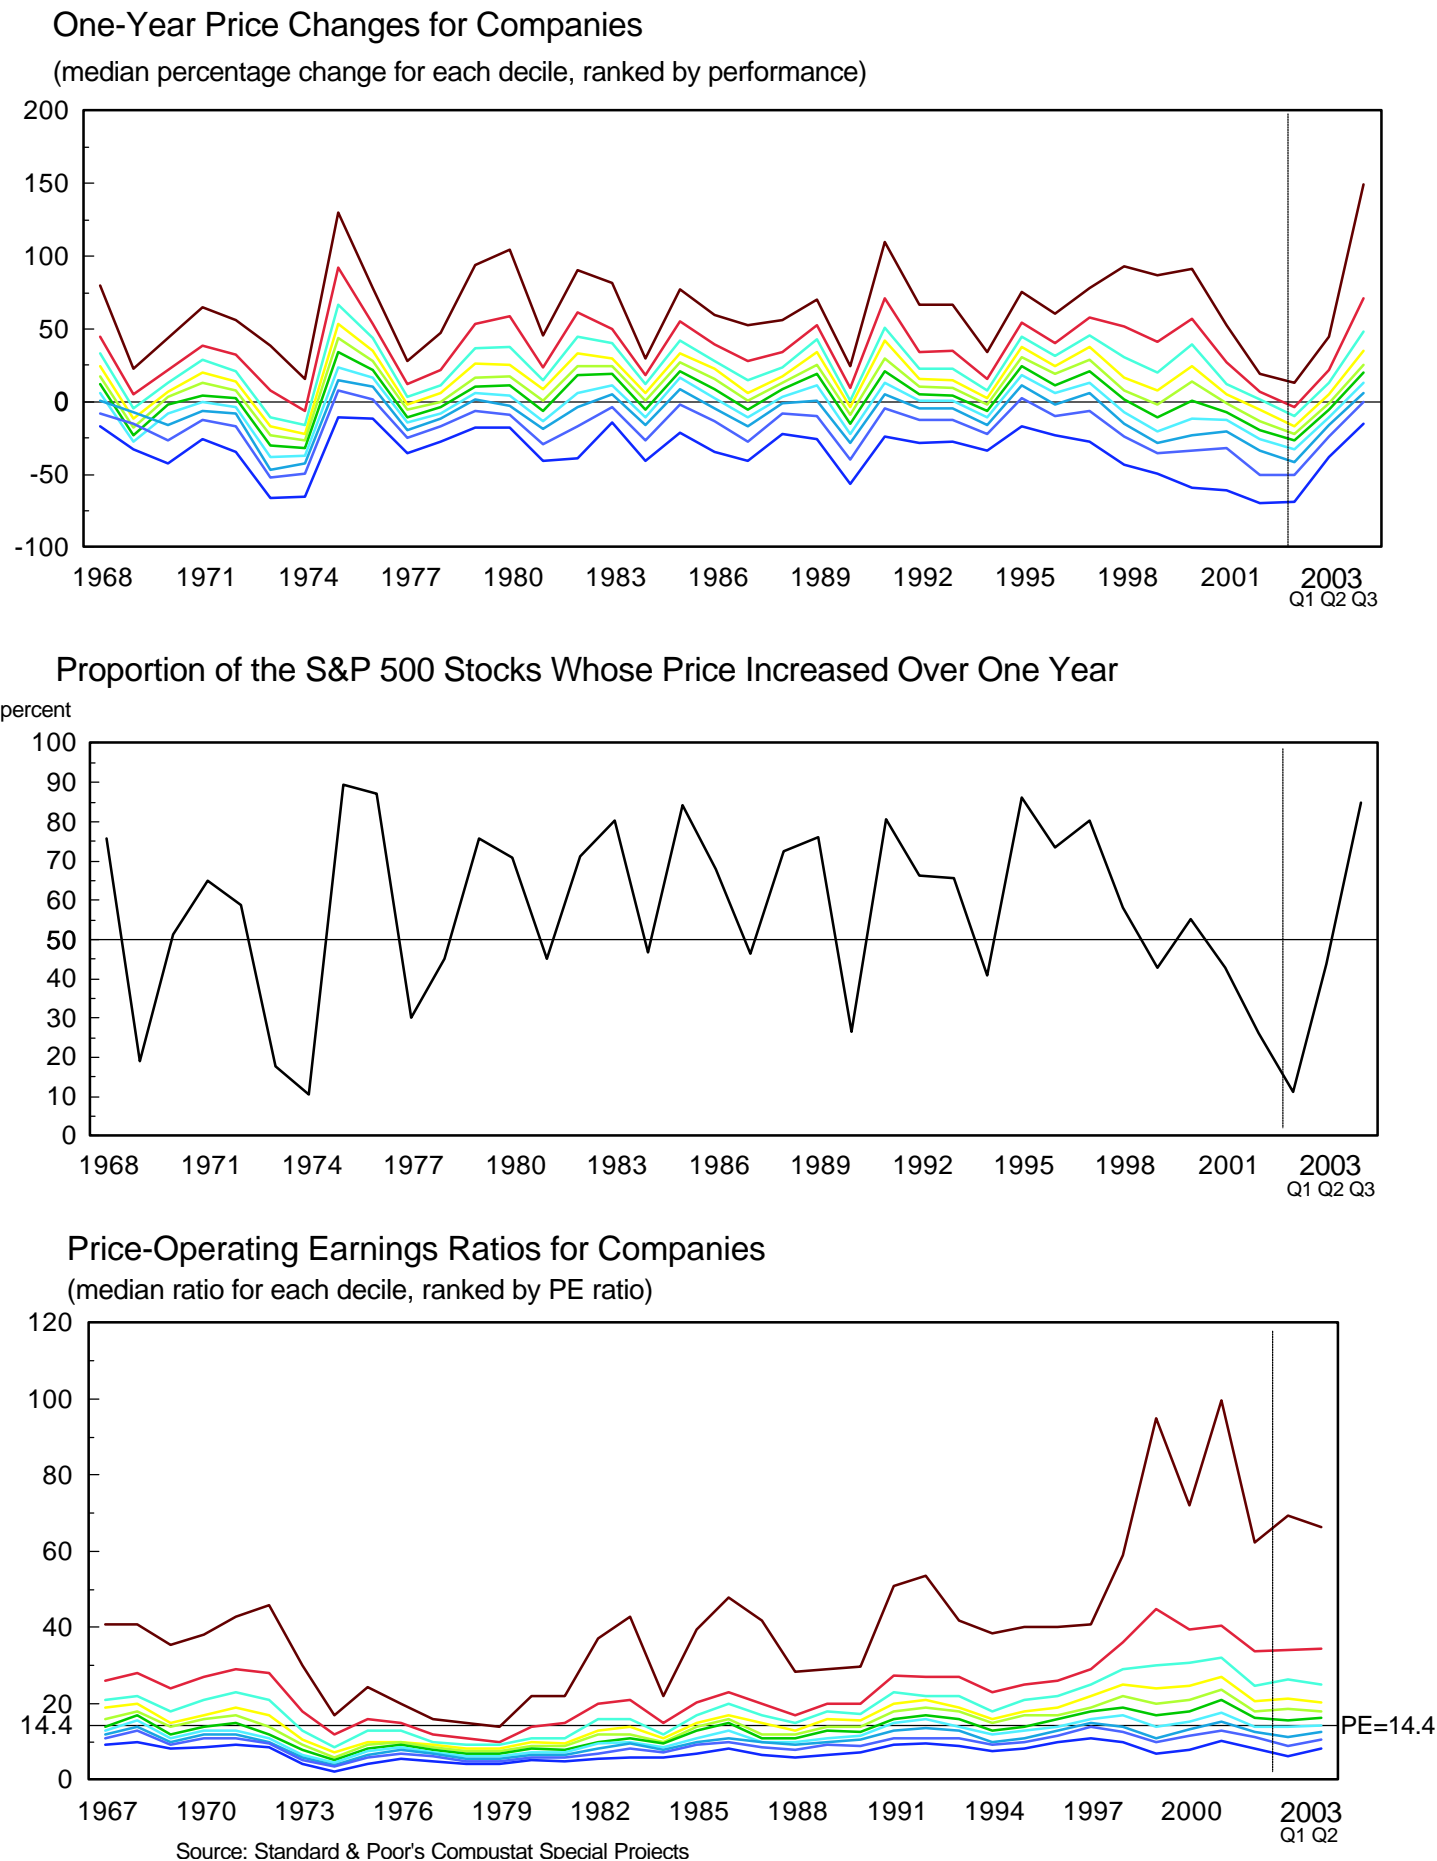 One-Year Price Changes for Companies
(median percentage change for each decile, ranked by performance)
200
150
100
50
0
-50
-100
1968 1971 1974 1977 1980 1983 1986 1989 1992 1995 1998 2001 2003
Q1 Q2 Q3
Proportion of the S&P 500 Stocks Whose Price Increased Over One Year
percent
100
90
80
70
60
50
40
30
20
10
0
1968 1971 1974 1977 1980 1983 1986 1989 1992 1995 1998 2001 2003
Q1 Q2 Q3
Price-Operating Earnings Ratios for Companies
(median ratio for each decile, ranked by PE ratio)
120
100
80
60
40
20
14.4 PE=14.4
0
1967 1970 1973 1976 1979 1982 1985 1988 1991 1994 1997 2000 2003
Q1 Q2
Source: Standard & Poor's Compustat Special Projects